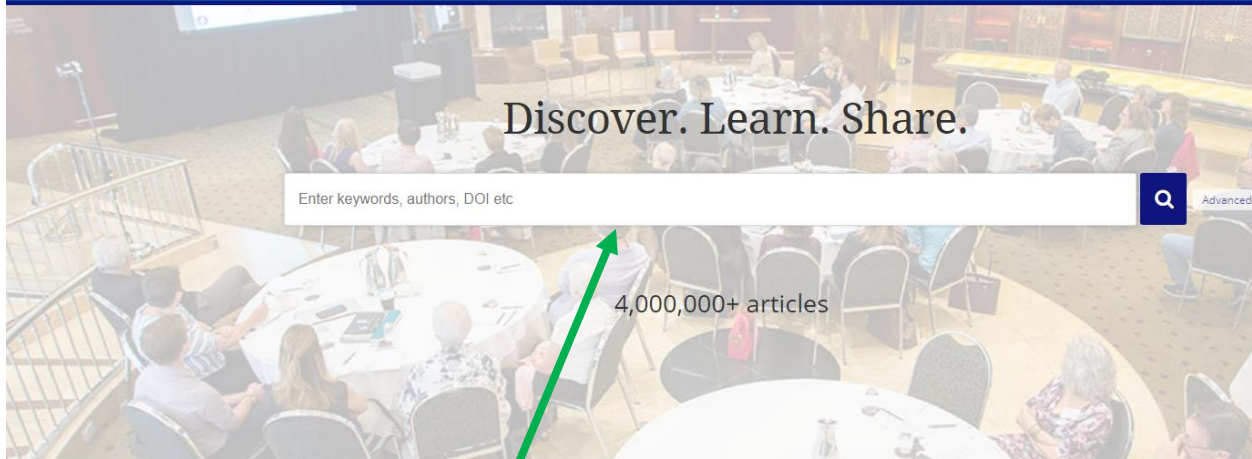 Discover. Learn. Share.
Enter keywords, authors, DOI etc
Advanced
4,000,000+ articles